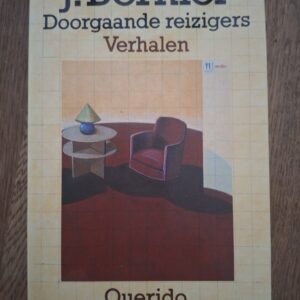 J. Bernlef
Doorgaande reizigers
Verhalen
Querido